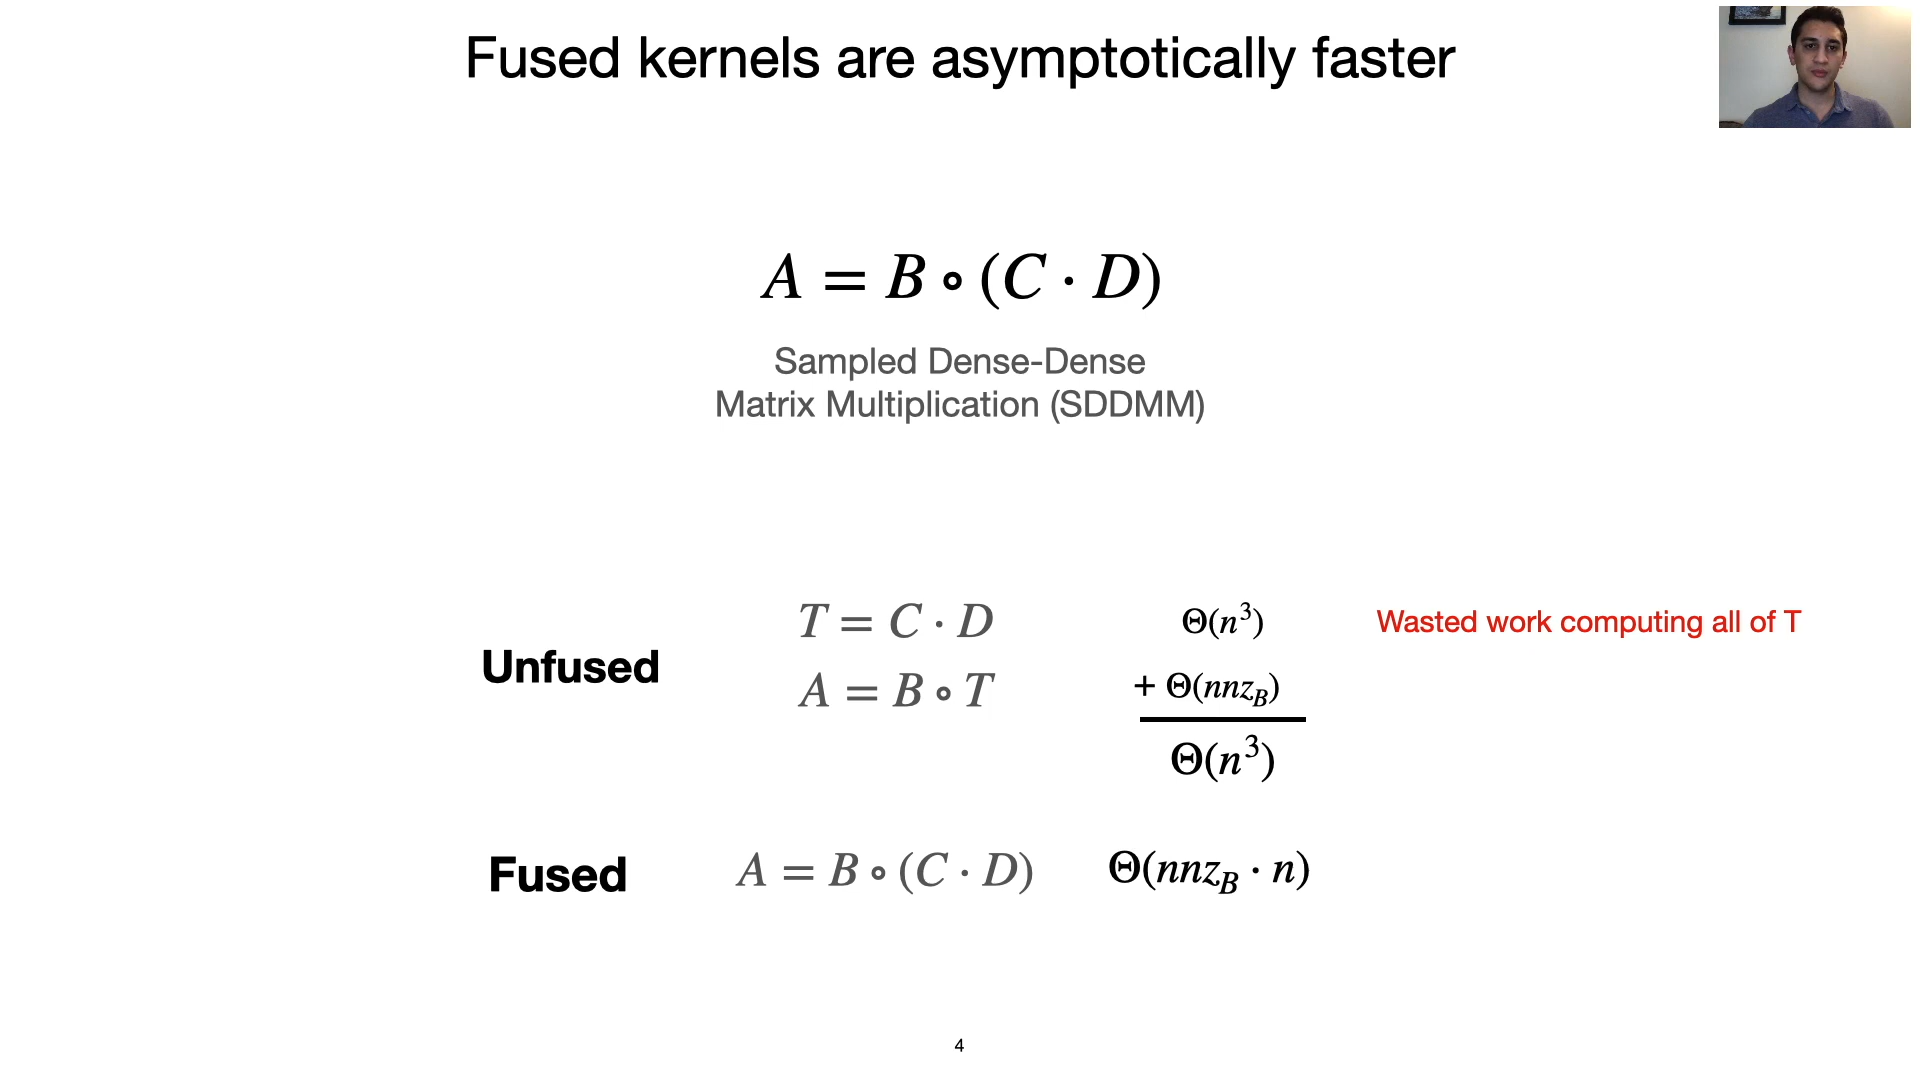 Fused kernels are asymptotically faster
A = B ∘ (C · D)
Sampled Dense-Dense
Matrix Multiplication (SDDMM)
Unfused
T = C · D
A = B ∘ T
Θ(n³)
+ Θ(nnz_B)
Θ(n³)
Wasted work computing all of T
Fused
A = B ∘ (C · D)
Θ(nnz_B · n)
4